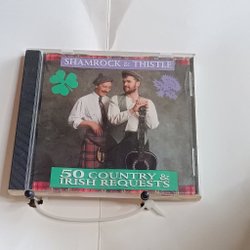 SHAMROCK & THISTLE
50 COUNTRY &
IRISH REQUESTS